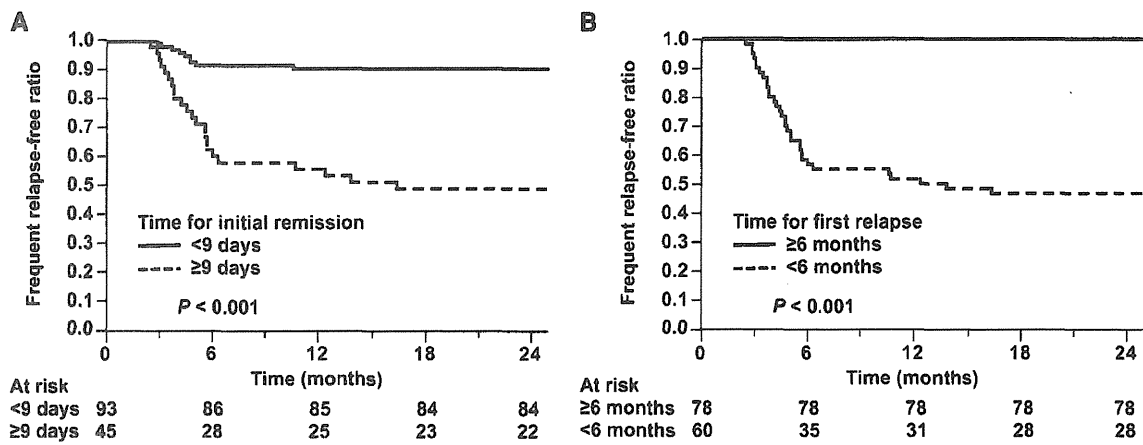 A
Frequent relapse-free ratio
1.0
0.9
0.8
0.7
0.6
0.5
0.4
0.3
0.2
0.1
0.0
Time for initial remission
<9 days
≥9 days
P < 0.001
0 6 12 18 24
Time (months)
At risk
<9 days 93 86 85 84 84
≥9 days 45 28 25 23 22
B
Frequent relapse-free ratio
1.0
0.9
0.8
0.7
0.6
0.5
0.4
0.3
0.2
0.1
0.0
Time for first relapse
≥6 months
<6 months
P < 0.001
0 6 12 18 24
Time (months)
At risk
≥6 months 78 78 78 78 78
<6 months 60 35 31 28 28